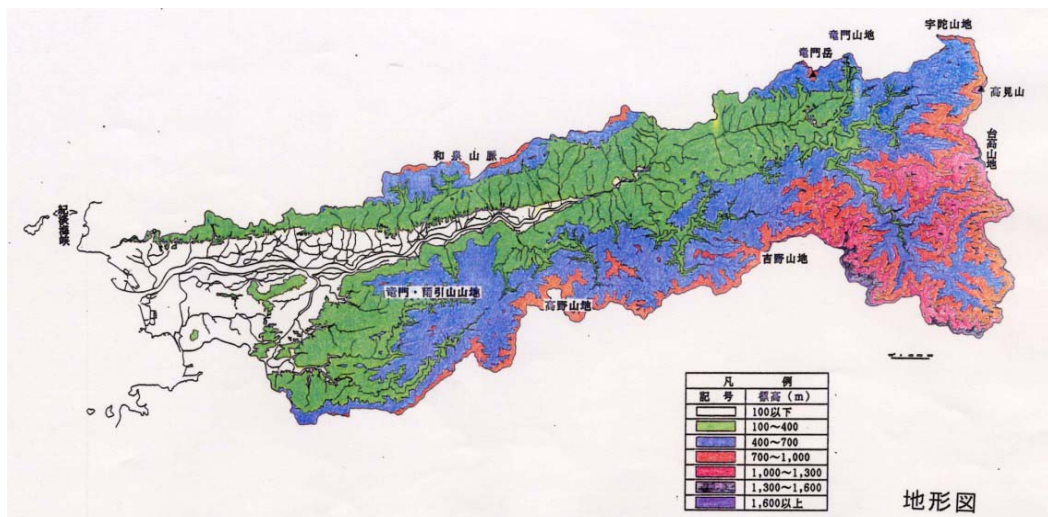 宇陀山地
竜門山地
竜門岳
高見山
台高山地
和泉山脈
紀淡海峡
吉野山地
竜門・雨引山山地
高野山地
凡例
記号 標高(m)
100以下
100～400
400～700
700～1,000
1,000～1,300
1,300～1,600
1,600以上
地形図